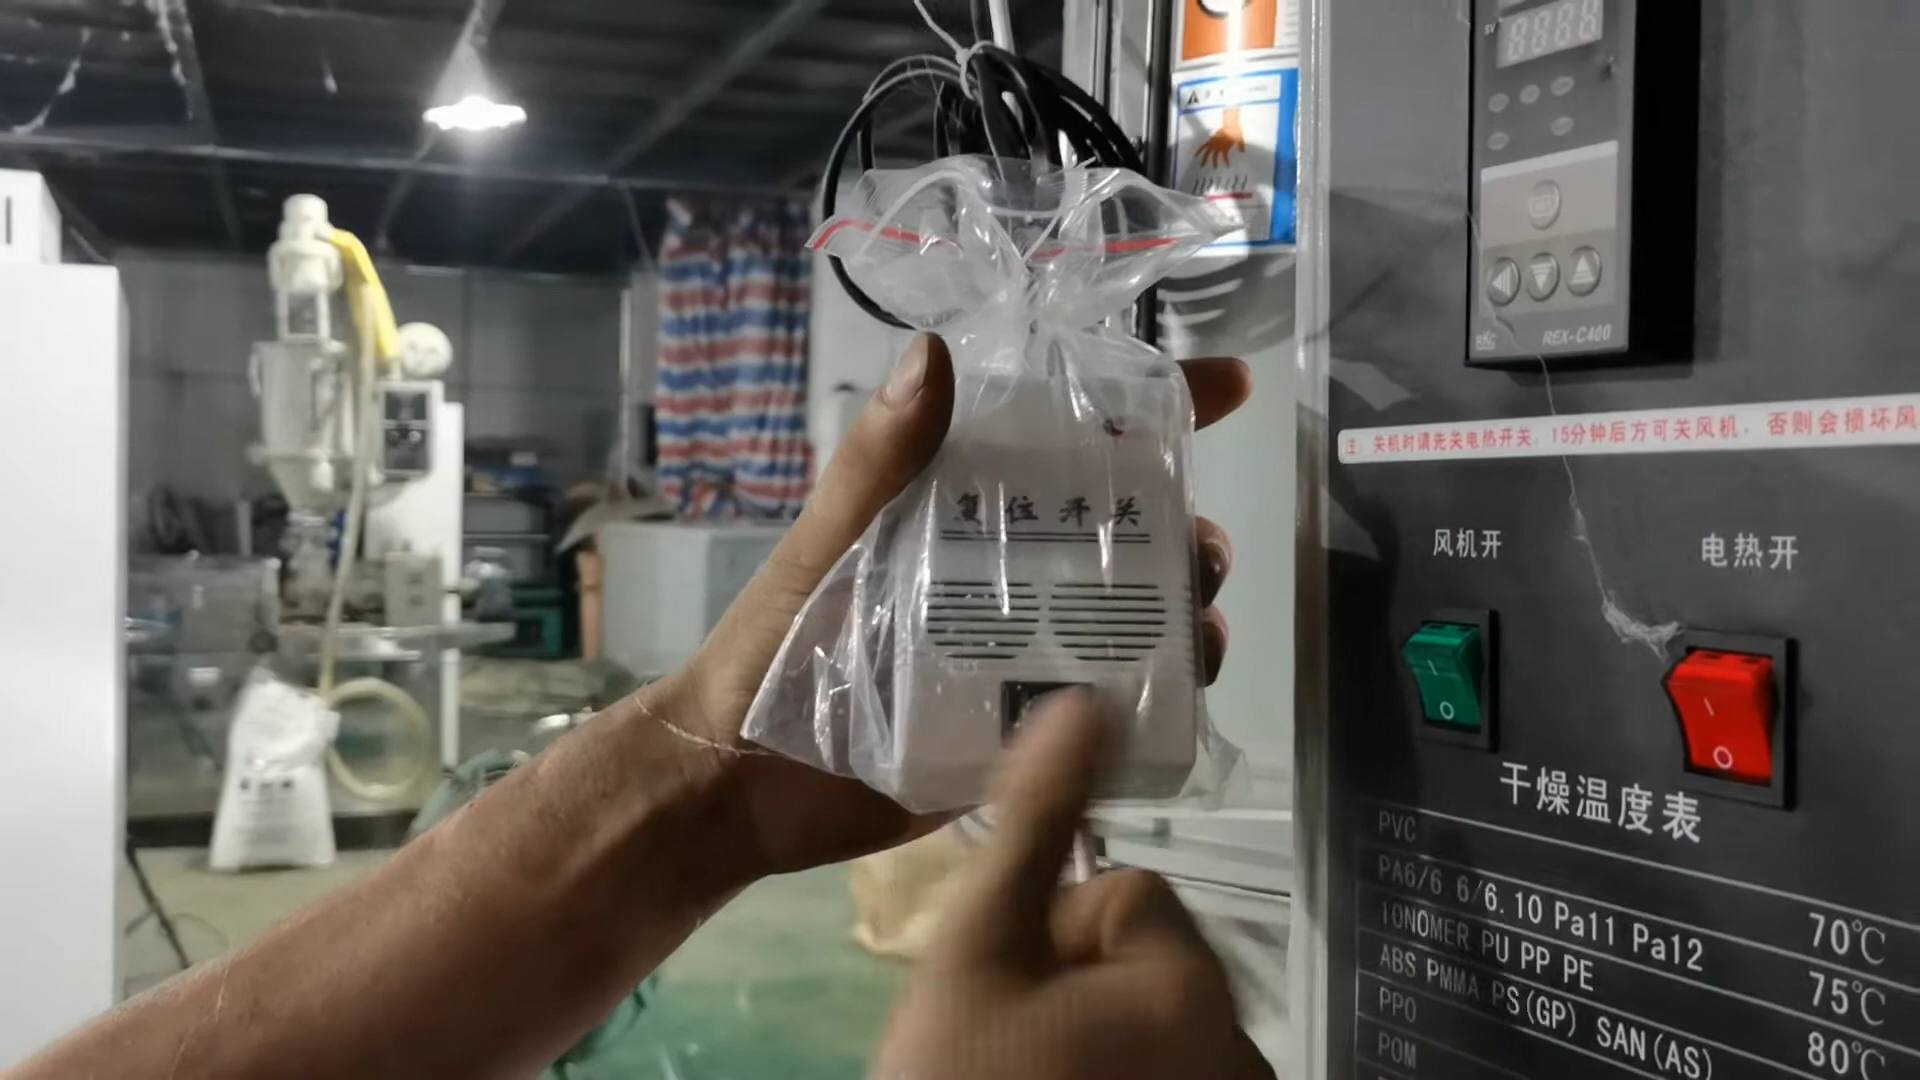 SV
RKC REX-C400
注：关机时请先关电热开关，15分钟后方可关风机，否则会损坏风
复位开关
风机开
电热开
干燥温度表
PVC 70℃
PA6/6 6/6.10 Pa11 Pa12 75℃
IONOMER PU PP PE 80℃
ABS PMMA PS(GP) SAN(AS)
PPO
POM